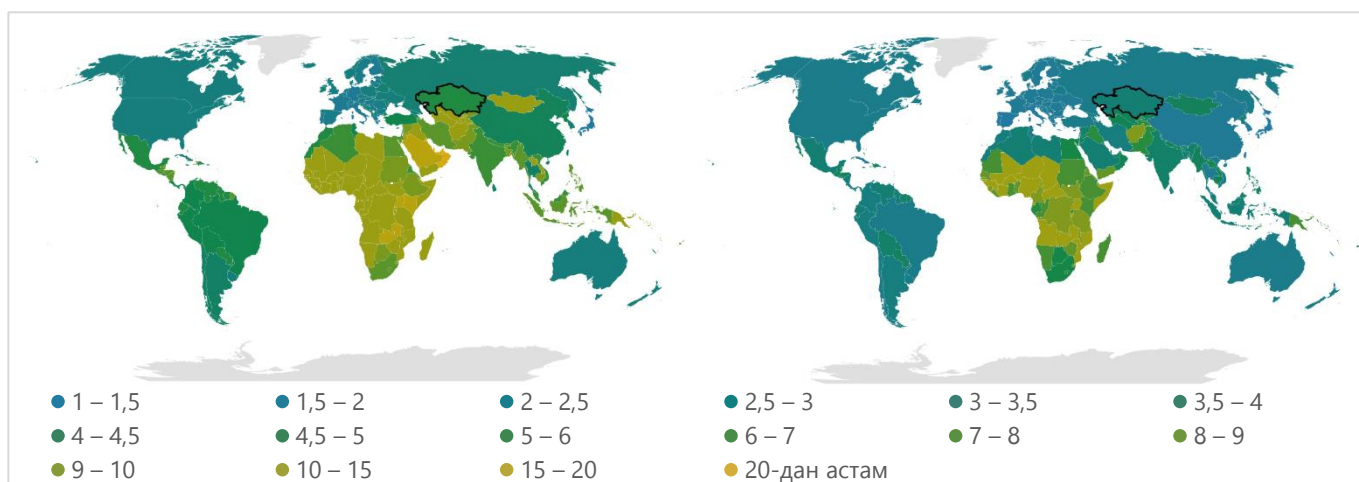 1 – 1,5 1,5 – 2 2 – 2,5 2,5 – 3 3 – 3,5 3,5 – 4
4 – 4,5 4,5 – 5 5 – 6 6 – 7 7 – 8 8 – 9
9 – 10 10 – 15 15 – 20 20-дан астам